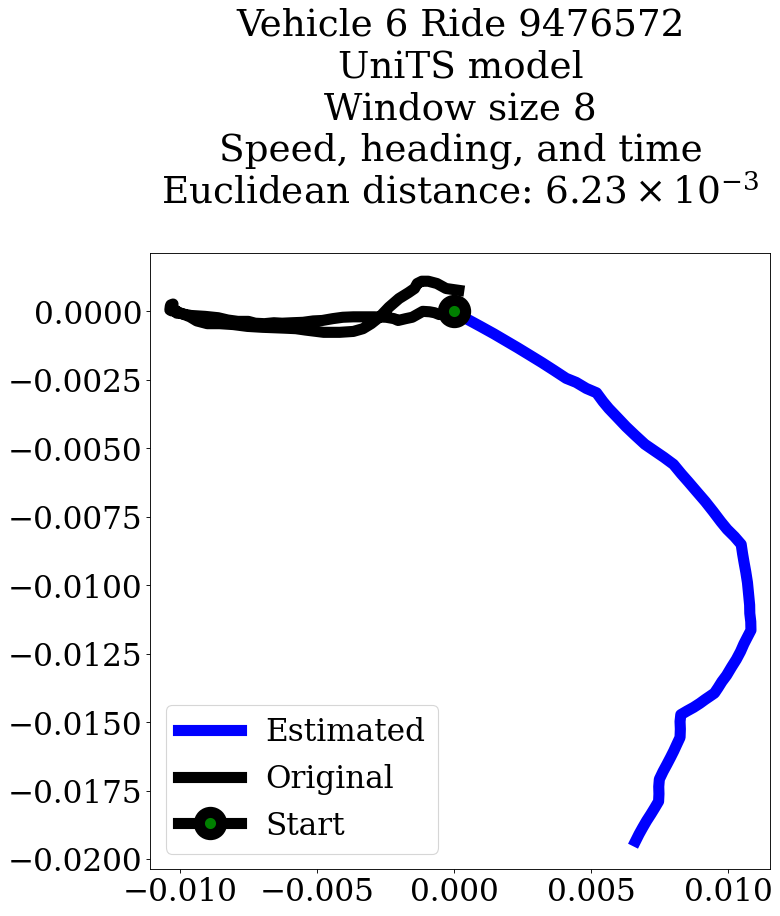 Vehicle 6 Ride 9476572
UniTS model
Window size 8
Speed, heading, and time
Euclidean distance: 6.23 × 10⁻³
0.0000
−0.0025
−0.0050
−0.0075
−0.0100
−0.0125
−0.0150
−0.0175
−0.0200
Estimated
Original
Start
−0.010 −0.005 0.000 0.005 0.010